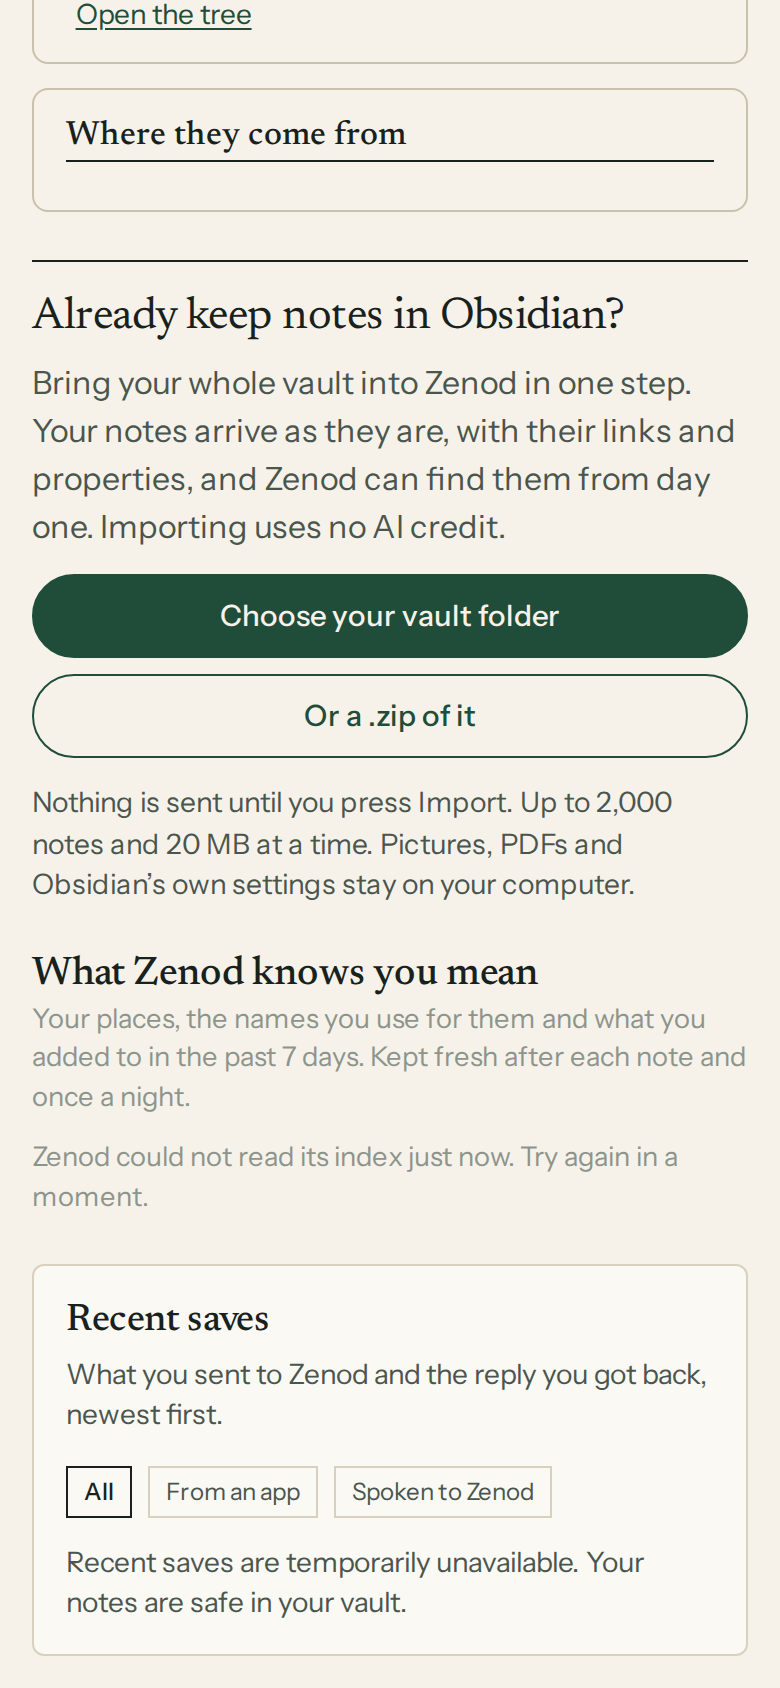 Open the tree
Where they come from
Already keep notes in Obsidian?
Bring your whole vault into Zenod in one step.
Your notes arrive as they are, with their links and
properties, and Zenod can find them from day
one. Importing uses no AI credit.
Choose your vault folder
Or a .zip of it
Nothing is sent until you press Import. Up to 2,000
notes and 20 MB at a time. Pictures, PDFs and
Obsidian’s own settings stay on your computer.
What Zenod knows you mean
Your places, the names you use for them and what you
added to in the past 7 days. Kept fresh after each note and
once a night.
Zenod could not read its index just now. Try again in a
moment.
Recent saves
What you sent to Zenod and the reply you got back,
newest first.
All
From an app
Spoken to Zenod
Recent saves are temporarily unavailable. Your
notes are safe in your vault.